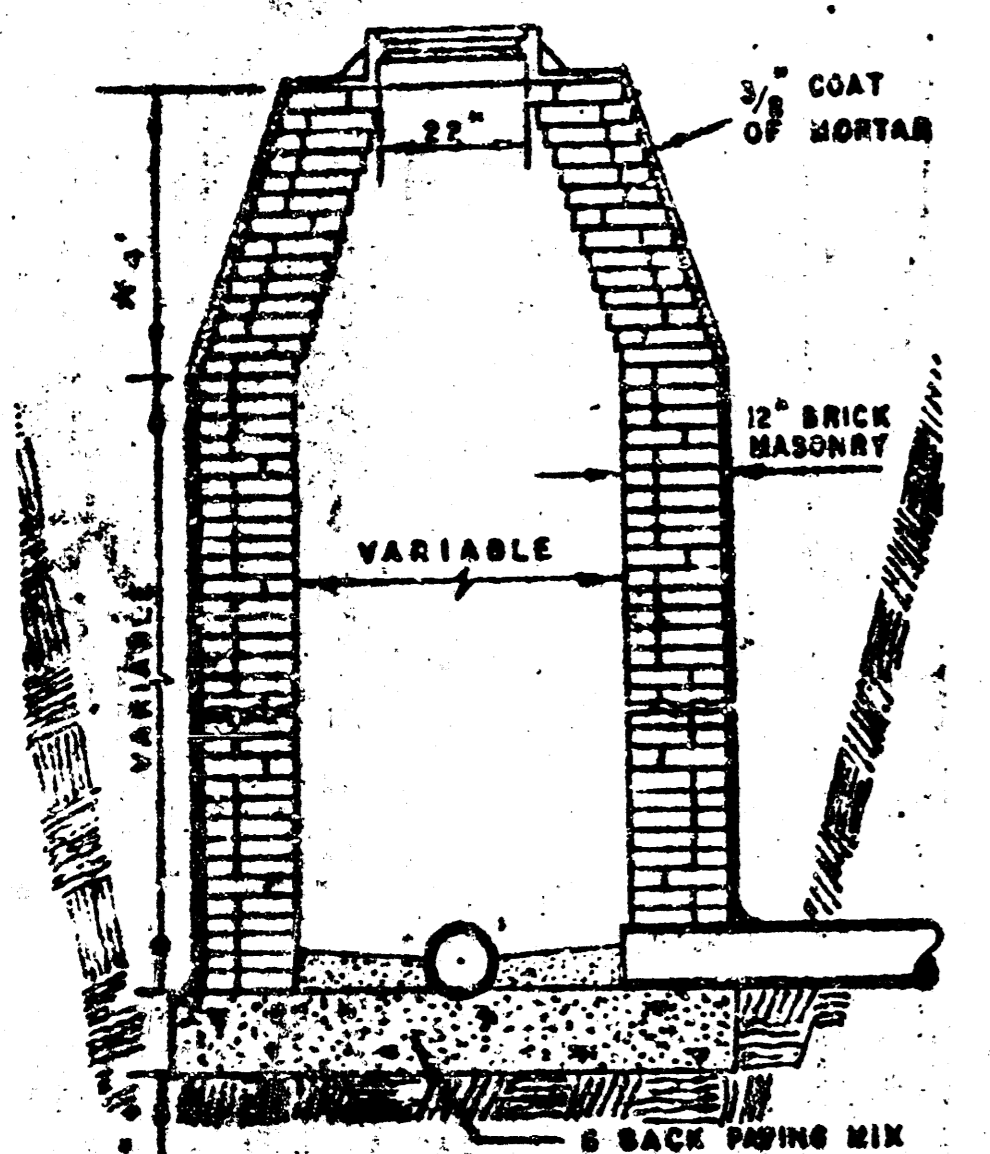 3/8" COAT
OF MORTAR
22"
* 4'
12" BRICK
MASONRY
VARIABLE
VARIABLE
6 SACK PAVING MIX